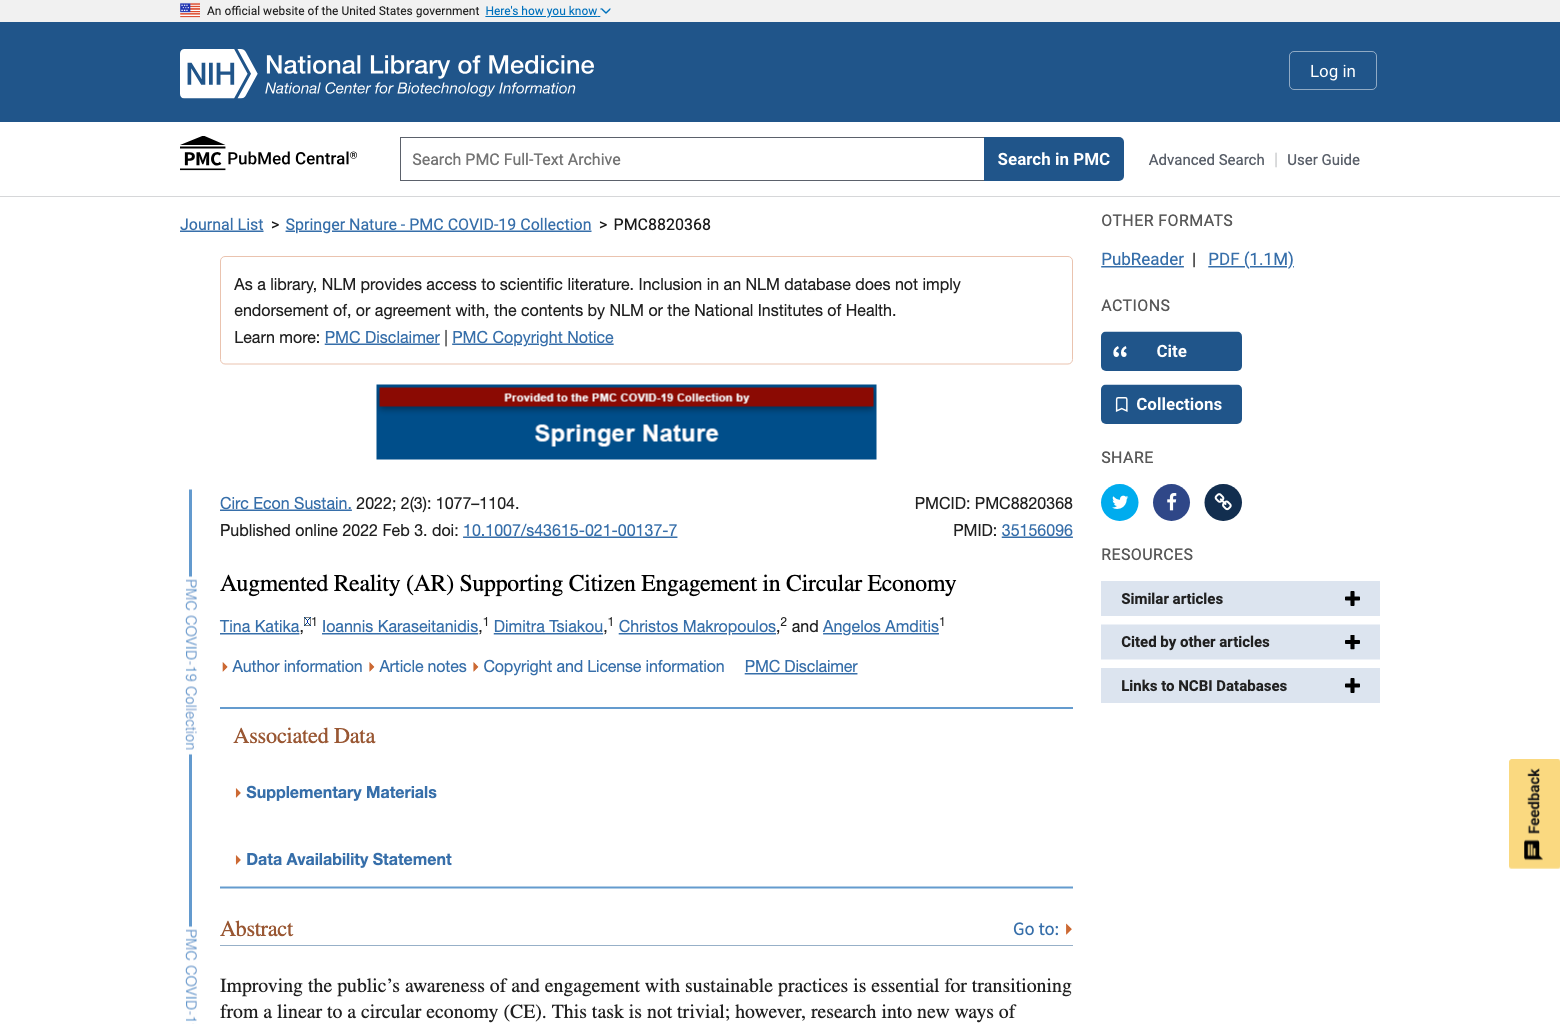 An official website of the United States government Here's how you know
NIH National Library of Medicine
National Center for Biotechnology Information
Log in
PMC PubMed Central®
Search PMC Full-Text Archive
Search in PMC
Advanced Search
User Guide
Journal List > Springer Nature - PMC COVID-19 Collection > PMC8820368
As a library, NLM provides access to scientific literature. Inclusion in an NLM database does not imply
endorsement of, or agreement with, the contents by NLM or the National Institutes of Health.
Learn more: PMC Disclaimer | PMC Copyright Notice
Provided to the PMC COVID-19 Collection by
Springer Nature
Circ Econ Sustain. 2022; 2(3): 1077–1104.
PMCID: PMC8820368
Published online 2022 Feb 3. doi: 10.1007/s43615-021-00137-7
PMID: 35156096
Augmented Reality (AR) Supporting Citizen Engagement in Circular Economy
Tina Katika,1 Ioannis Karaseitanidis,1 Dimitra Tsiakou,1 Christos Makropoulos,2 and Angelos Amditis1
Author information Article notes Copyright and License information PMC Disclaimer
Associated Data
Supplementary Materials
Data Availability Statement
Abstract
Go to:
Improving the public’s awareness of and engagement with sustainable practices is essential for transitioning
from a linear to a circular economy (CE). This task is not trivial; however, research into new ways of
PMC COVID-19 Collection
PMC COVID-1
OTHER FORMATS
PubReader | PDF (1.1M)
ACTIONS
Cite
Collections
SHARE
RESOURCES
Similar articles
Cited by other articles
Links to NCBI Databases
Feedback